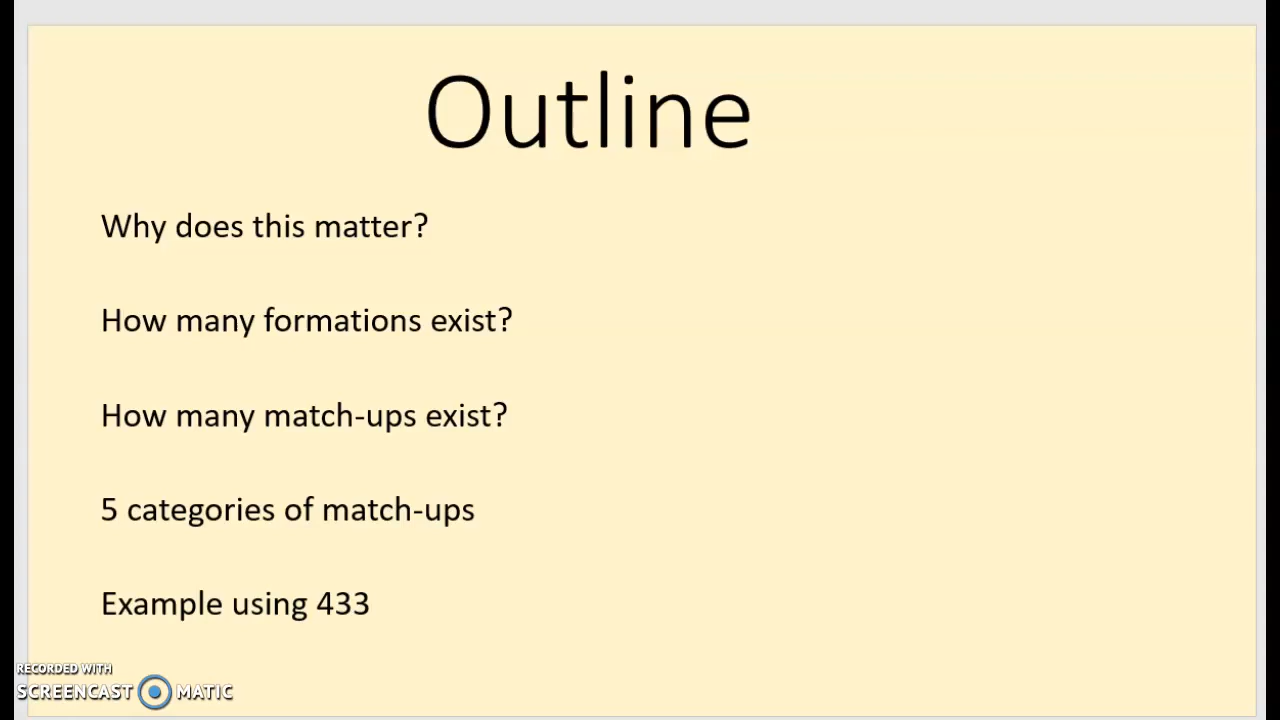 Outline
Why does this matter?
How many formations exist?
How many match-ups exist?
5 categories of match-ups
Example using 433
RECORDED WITH
SCREENCAST MATIC